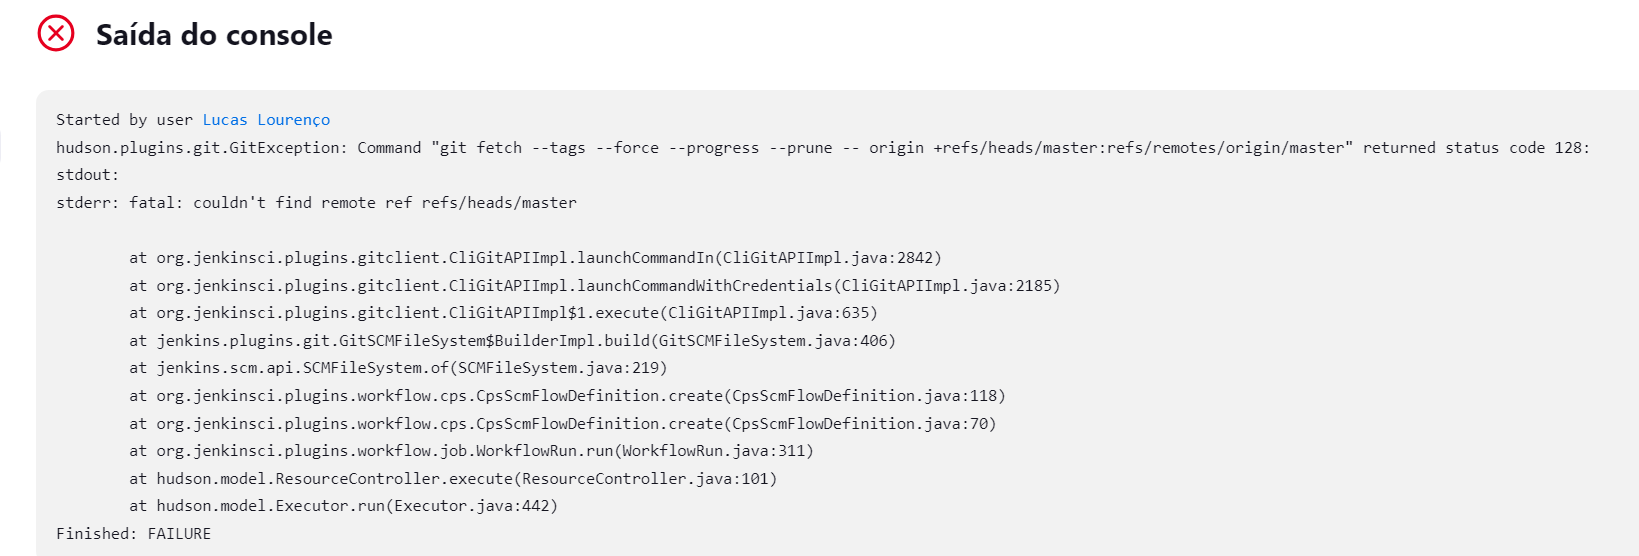 Saída do console
Started by user Lucas Lourenço
hudson.plugins.git.GitException: Command "git fetch --tags --force --progress --prune -- origin +refs/heads/master:refs/remotes/origin/master" returned status code 128:
stdout:
stderr: fatal: couldn't find remote ref refs/heads/master
at org.jenkinsci.plugins.gitclient.CliGitAPIImpl.launchCommandIn(CliGitAPIImpl.java:2842)
at org.jenkinsci.plugins.gitclient.CliGitAPIImpl.launchCommandWithCredentials(CliGitAPIImpl.java:2185)
at org.jenkinsci.plugins.gitclient.CliGitAPIImpl$1.execute(CliGitAPIImpl.java:635)
at jenkins.plugins.git.GitSCMFileSystem$BuilderImpl.build(GitSCMFileSystem.java:406)
at jenkins.scm.api.SCMFileSystem.of(SCMFileSystem.java:219)
at org.jenkinsci.plugins.workflow.cps.CpsScmFlowDefinition.create(CpsScmFlowDefinition.java:118)
at org.jenkinsci.plugins.workflow.cps.CpsScmFlowDefinition.create(CpsScmFlowDefinition.java:70)
at org.jenkinsci.plugins.workflow.job.WorkflowRun.run(WorkflowRun.java:311)
at hudson.model.ResourceController.execute(ResourceController.java:101)
at hudson.model.Executor.run(Executor.java:442)
Finished: FAILURE